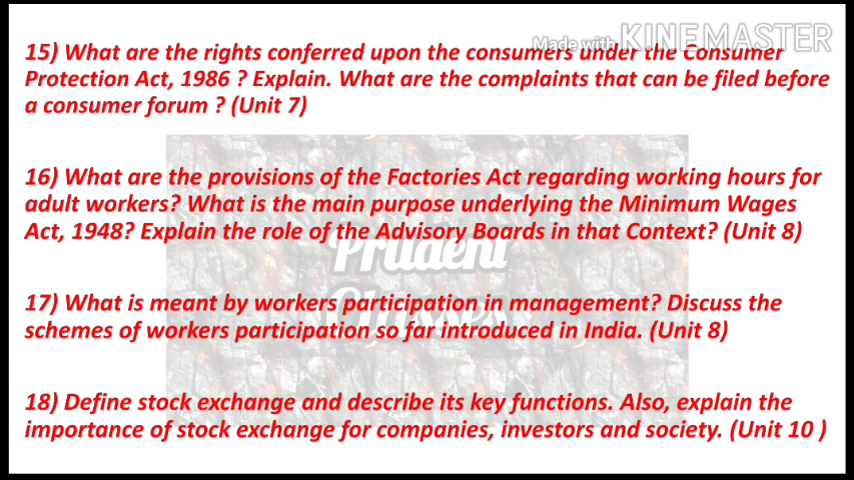 Made with KINEMASTER
15) What are the rights conferred upon the consumers under the Consumer
Protection Act, 1986 ? Explain. What are the complaints that can be filed before
a consumer forum ? (Unit 7)
16) What are the provisions of the Factories Act regarding working hours for
adult workers? What is the main purpose underlying the Minimum Wages
Act, 1948? Explain the role of the Advisory Boards in that Context? (Unit 8)
Prudent
Classes
17) What is meant by workers participation in management? Discuss the
schemes of workers participation so far introduced in India. (Unit 8)
18) Define stock exchange and describe its key functions. Also, explain the
importance of stock exchange for companies, investors and society. (Unit 10 )